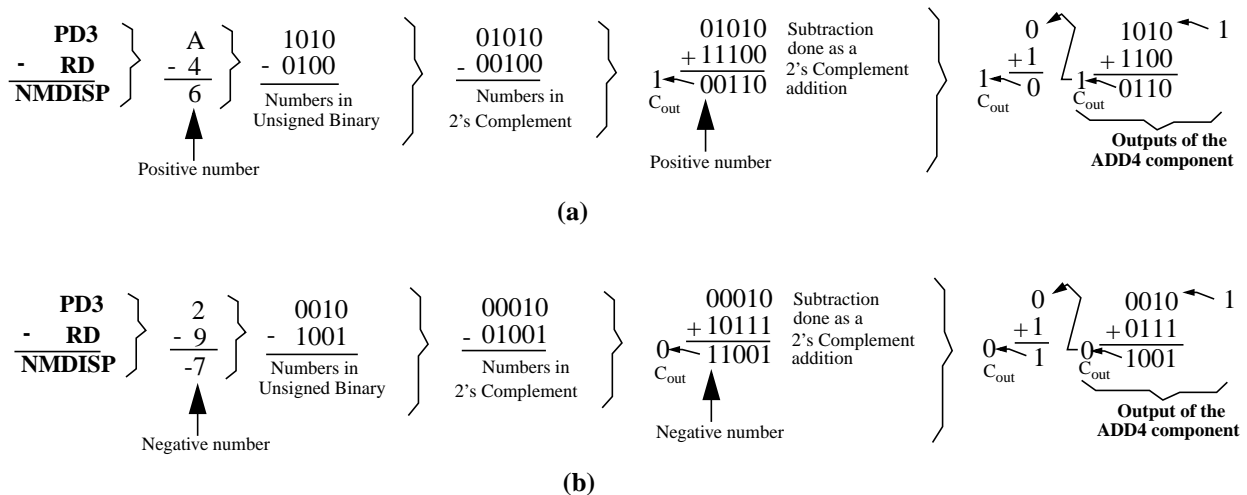 PD3
- RD
NMDISP
A
- 4
6
Positive number
1010
- 0100
Numbers in
Unsigned Binary
01010
- 00100
Numbers in
2's Complement
01010
+ 11100
1 00110
Cout
Positive number
Subtraction
done as a
2's Complement
addition
0
+ 1
1 0
Cout
1010 1
+ 1100
1 0110
Cout
Outputs of the
ADD4 component
(a)
PD3
- RD
NMDISP
2
- 9
-7
Negative number
0010
- 1001
Numbers in
Unsigned Binary
00010
- 01001
Numbers in
2's Complement
00010
+ 10111
0 11001
Cout
Negative number
Subtraction
done as a
2's Complement
addition
0
+ 1
0 1
Cout
0010 1
+ 0111
0 1001
Cout
Output of the
ADD4 component
(b)